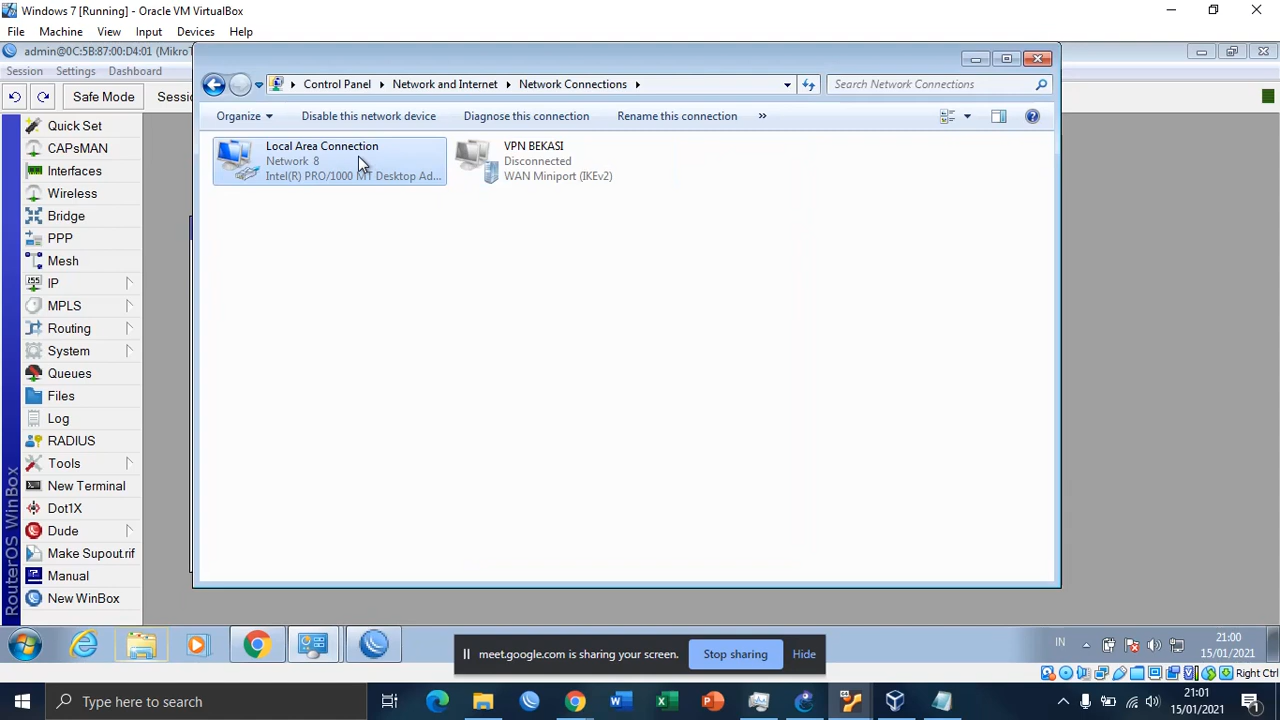 Windows 7 [Running] - Oracle VM VirtualBox
File Machine View Input Devices Help
admin@0C:5B:87:00:D4:01 (MikroT
Session Settings Dashboard
Safe Mode Sessi
Control Panel Network and Internet Network Connections Search Network Connections
Organize Disable this network device Diagnose this connection Rename this connection »
Local Area Connection
Network 8
Intel(R) PRO/1000 MT Desktop Ad...
VPN BEKASI
Disconnected
WAN Miniport (IKEv2)
Quick Set
CAPsMAN
Interfaces
Wireless
Bridge
PPP
Mesh
IP
MPLS
Routing
System
Queues
Files
Log
RADIUS
Tools
New Terminal
Dot1X
Dude
Make Supout.rif
Manual
New WinBox
RouterOS WinBox
IN
21:00
15/01/2021
meet.google.com is sharing your screen. Stop sharing Hide
Right Ctrl
Type here to search
21:01
15/01/2021